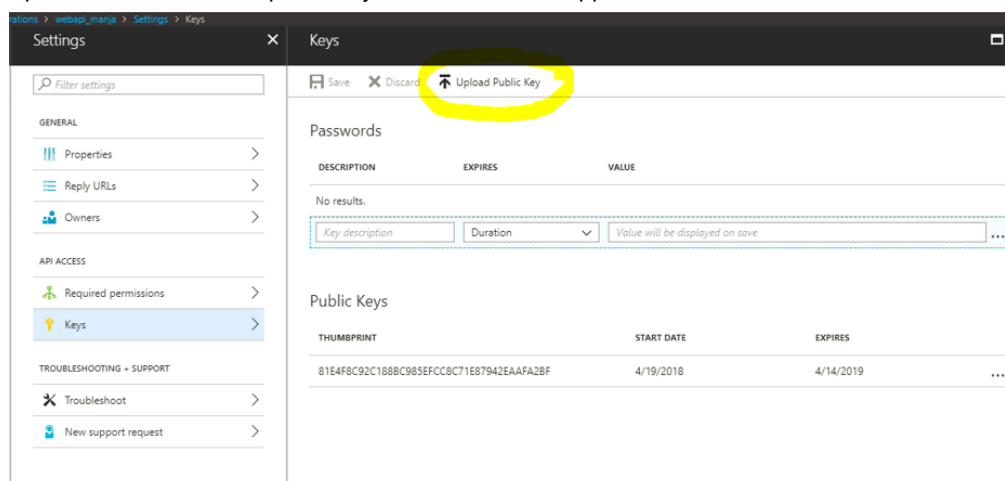 rations > webapi_manja > Settings > Keys
Settings
Filter settings
GENERAL
Properties
Reply URLs
Owners
API ACCESS
Required permissions
Keys
TROUBLESHOOTING + SUPPORT
Troubleshoot
New support request
Keys
Save Discard Upload Public Key
Passwords
DESCRIPTION EXPIRES VALUE
No results.
Key description Duration Value will be displayed on save
Public Keys
THUMBPRINT START DATE EXPIRES
81E4F8C92C188BC985EFCC8C71E87942EAAFA2BF 4/19/2018 4/14/2019